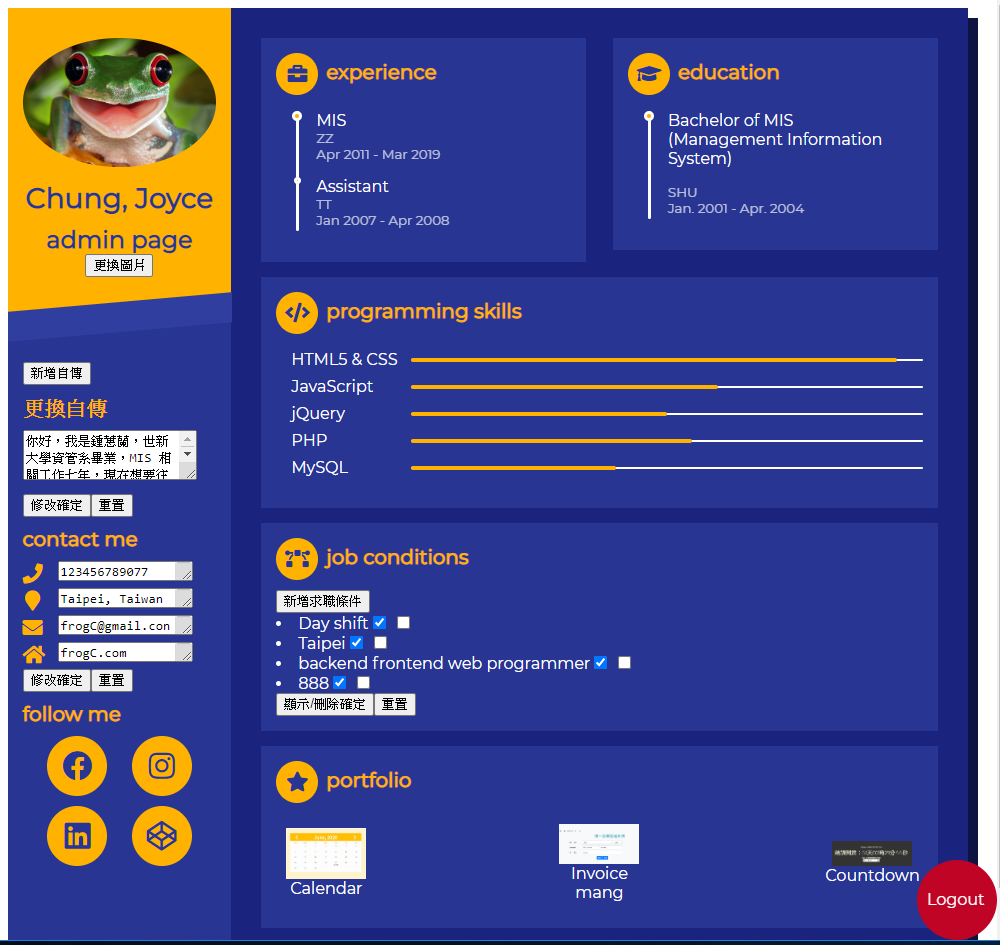 Chung, Joyce
admin page
更換圖片
新增自傳
更換自傳
你好，我是鍾蕙蘭，世新
大學資管系畢業，MIS 相
關工作七年，現在想要往
修改確定 重置
contact me
123456789077
Taipei, Taiwan
frogC@gmail.con
frogC.com
修改確定 重置
follow me
experience
MIS
ZZ
Apr 2011 - Mar 2019
Assistant
TT
Jan 2007 - Apr 2008
education
Bachelor of MIS
(Management Information
System)
SHU
Jan. 2001 - Apr. 2004
programming skills
HTML5 & CSS
JavaScript
jQuery
PHP
MySQL
job conditions
新增求職條件
Day shift
Taipei
backend frontend web programmer
888
顯示/刪除確定 重置
portfolio
Calendar
Invoice
mang
Countdown
Logout